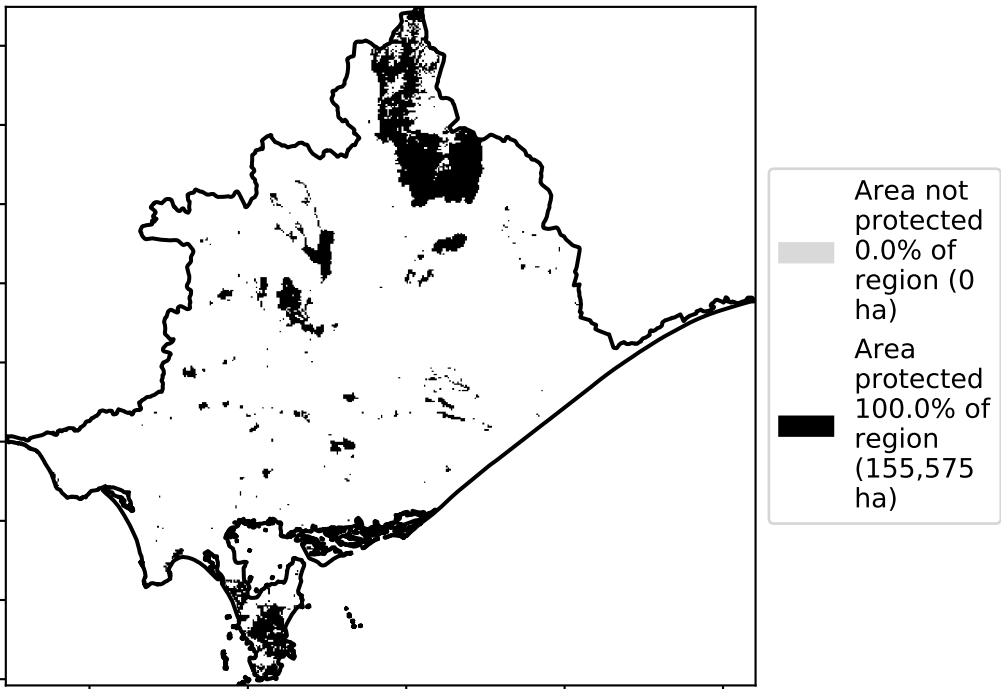 Area not
protected
0.0% of
region (0
ha)
Area
protected
100.0% of
region
(155,575
ha)